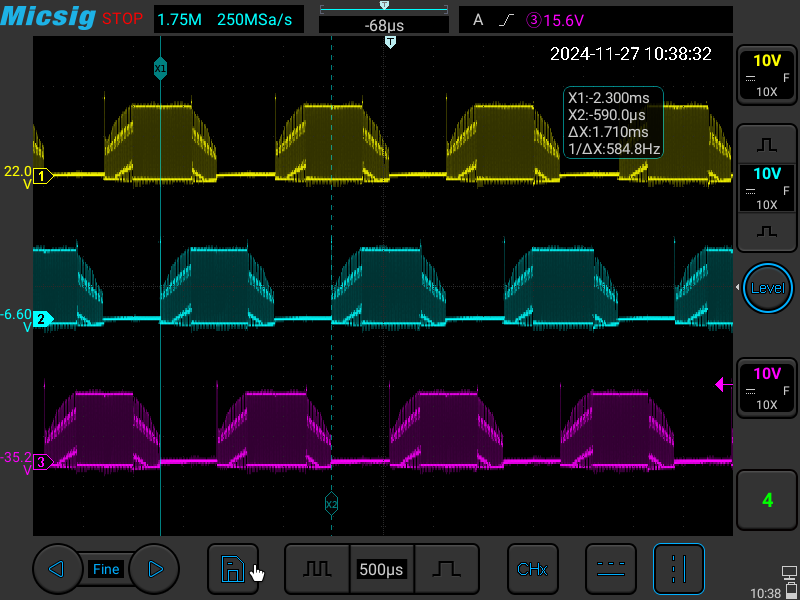 Micsig STOP 1.75M 250MSa/s -68µs A ③ 15.6V
T
T
2024-11-27 10:38:32
10V
F
10X
X1
X1:-2.300ms
X2:-590.0µs
ΔX:1.710ms
1/ΔX:584.8Hz
22.0
V
1
10V
F
10X
-6.60
V
2
Level
10V
F
10X
-35.2
V
3
X2
4
Fine
500µs
CHx
10:38